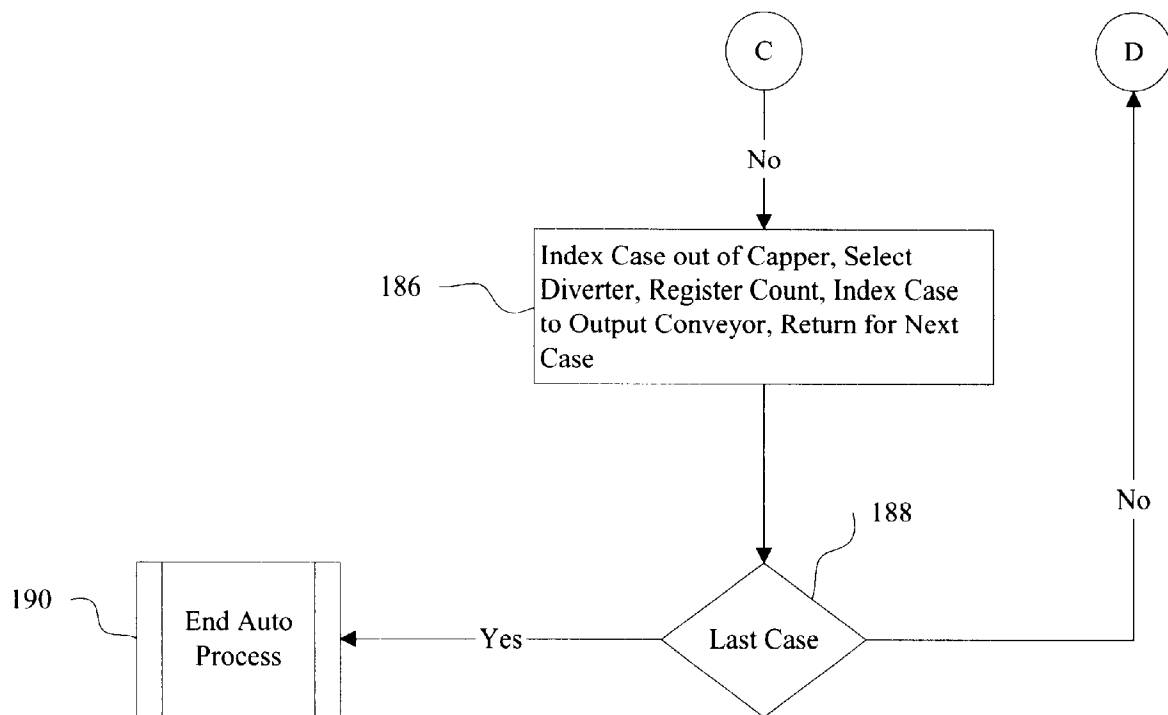 C
D
No
Index Case out of Capper, Select
Diverter, Register Count, Index Case
to Output Conveyor, Return for Next
Case
186
No
188
190
End Auto
Process
Yes
Last Case